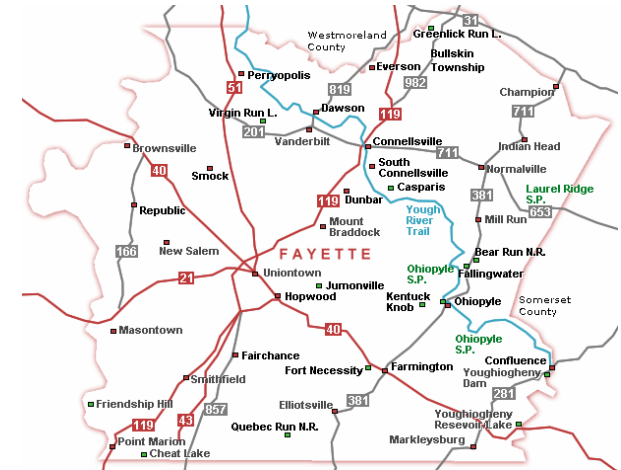 31
Westmoreland
County
Greenlick Run L.
Bullskin
Township
Everson
Perryopolis
982
51
819
Champion
Virgin Run L.
Dawson
119
711
201
Vanderbilt
Connellsville
Indian Head
Brownsville
711
40
South
Connellsville
Normalville
Smock
Casparis
Laurel Ridge
S.P.
119
Dunbar
381
653
Republic
Yough
River
Trail
Mill Run
Mount
Braddock
166
New Salern
FAYETTE
Bear Run N.R.
Ohiopyle
S.P.
Fallingwater
21
Uniontown
Jumonville
Hopwood
Kentuck
Knob
Ohiopyle
Somerset
County
Masontown
40
Ohiopyle
S.P.
Fairchance
Confluence
Fort Necessity
Farmington
Youghiogheny
Dam
Smithfield
281
Friendship Hill
857
Elliotsville
381
119
43
Youghiogheny
Resevoir/Lake
Quebec Run N.R.
Point Marion
Markleysburg
Cheat Lake